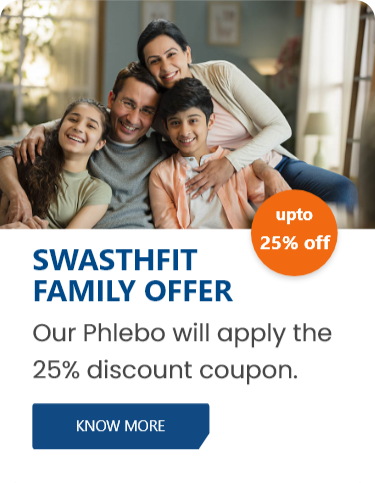 upto
25% off
SWASTHFIT
FAMILY OFFER
Our Phlebo will apply the
25% discount coupon.
KNOW MORE